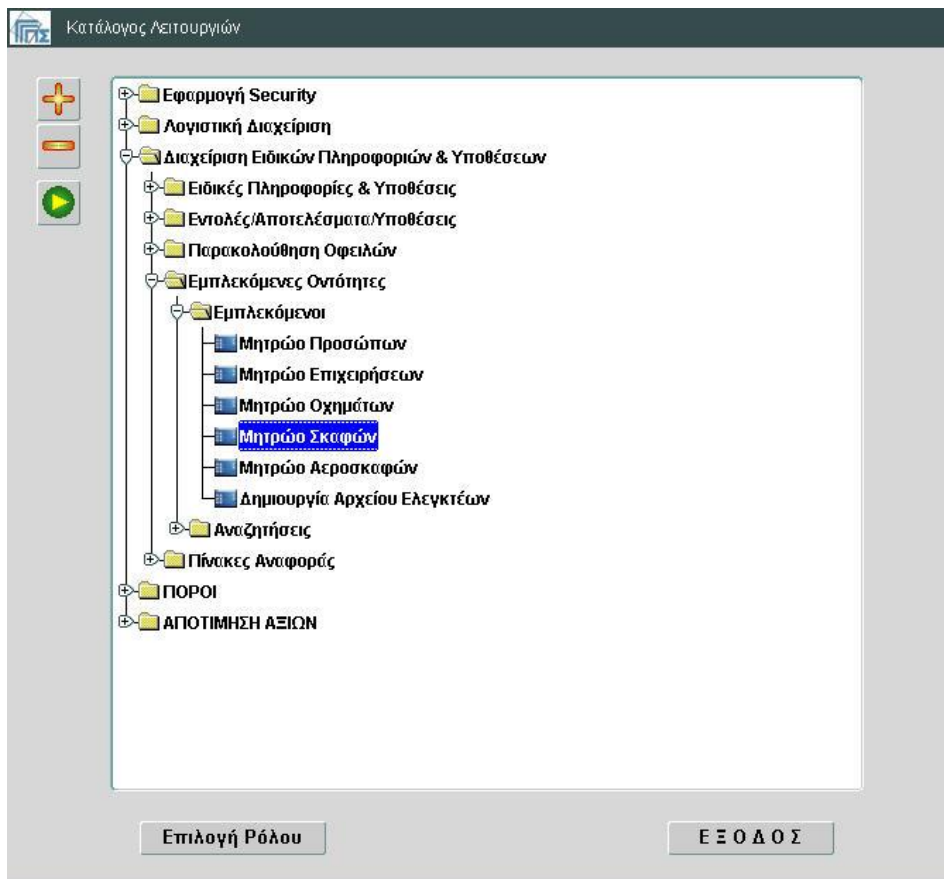 Κατάλογος Λειτουργιών
Εφαρμογή Security
Λογιστική Διαχείριση
Διαχείριση Ειδικών Πληροφοριών & Υποθέσεων
Ειδικές Πληροφορίες & Υποθέσεις
Εντολές/Αποτελέσματα/Υποθέσεις
Παρακολούθηση Οφειλών
Εμπλεκόμενες Οντότητες
Εμπλεκόμενοι
Μητρώο Προσώπων
Μητρώο Επιχειρήσεων
Μητρώο Οχημάτων
Μητρώο Σκαφών
Μητρώο Αεροσκαφών
Δημιουργία Αρχείου Ελεγκτέων
Αναζητήσεις
Πίνακες Αναφοράς
ΠΟΡΟΙ
ΑΠΟΤΙΜΗΣΗ ΑΞΙΩΝ
Επιλογή Ρόλου
Ε Ξ Ο Δ Ο Σ